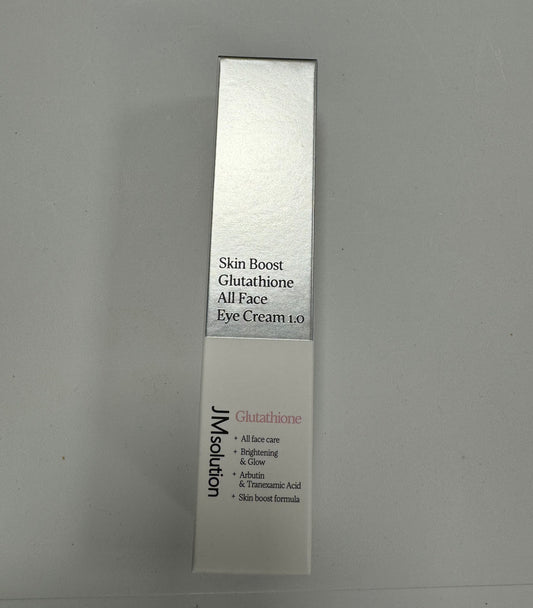 Skin Boost
Glutathione
All Face
Eye Cream 1.0
JMsolution
Glutathione
+ All face care
+ Brightening
& Glow
+ Arbutin
& Tranexamic Acid
+ Skin boost formula